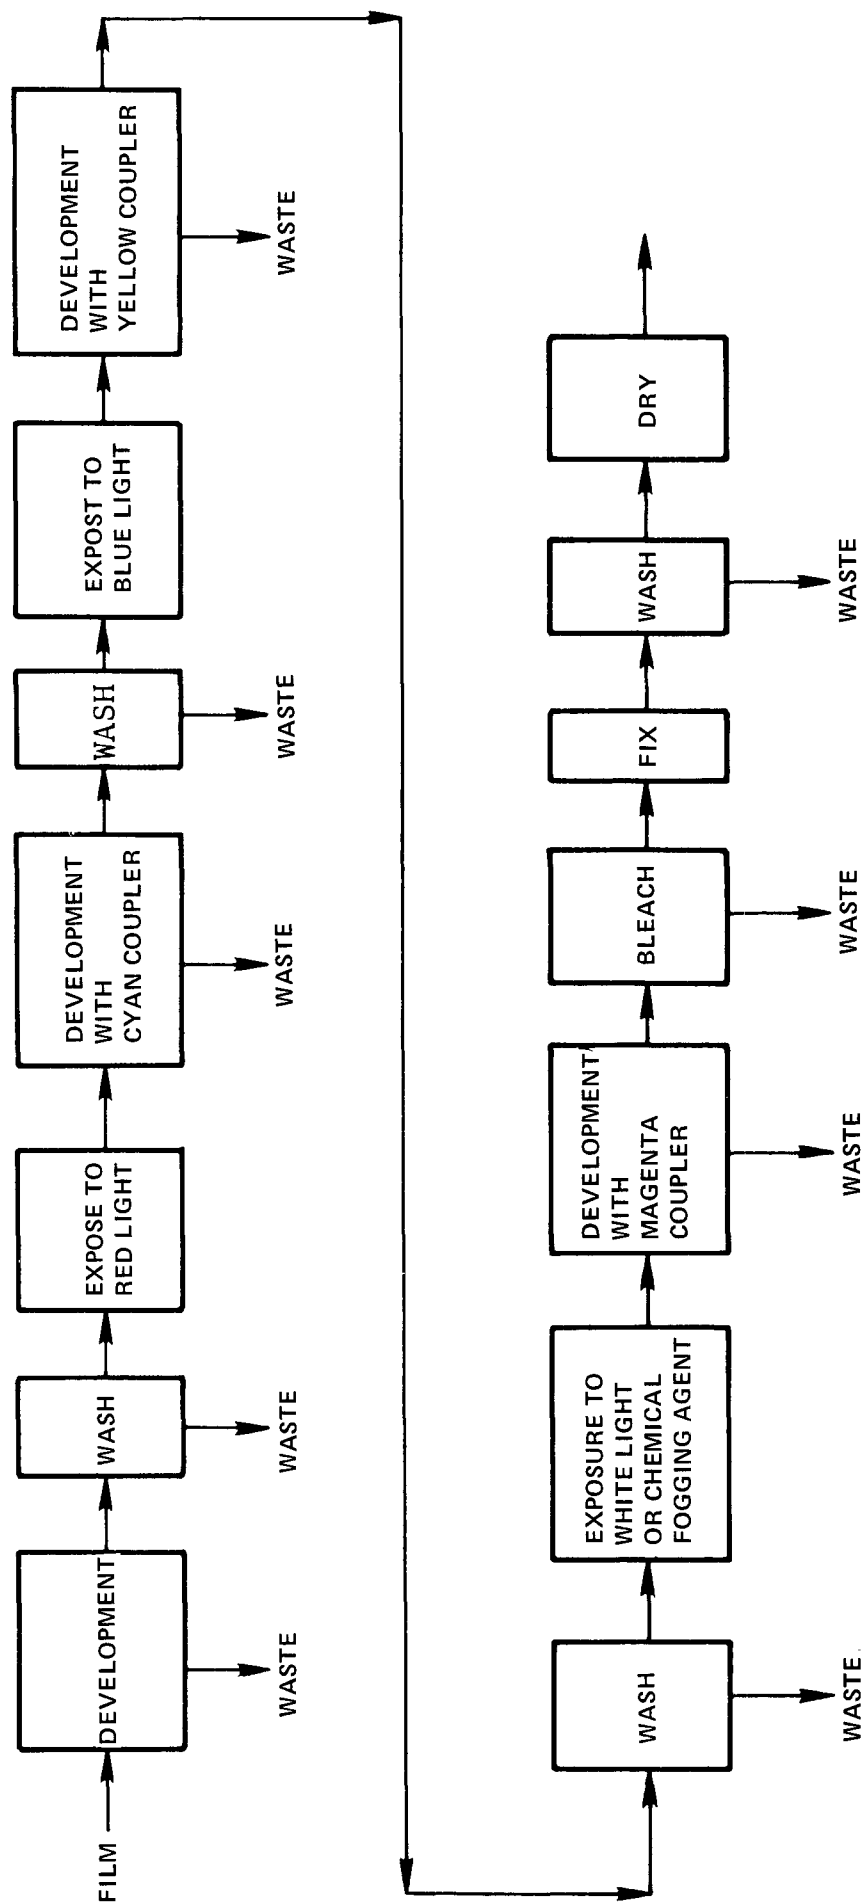 FILM
DEVELOPMENT
WASTE
WASH
WASTE
EXPOSE TO
RED LIGHT
DEVELOPMENT
WITH
CYAN COUPLER
WASTE
WASH
WASTE
EXPOST TO
BLUE LIGHT
DEVELOPMENT
WITH
YELLOW COUPLER
WASTE
WASH
WASTE
EXPOSURE TO
WHITE LIGHT
OR CHEMICAL
FOGGING AGENT
DEVELOPMENT
WITH
MAGENTA
COUPLER
WASTE
BLEACH
WASTE
FIX
WASH
WASTE
DRY